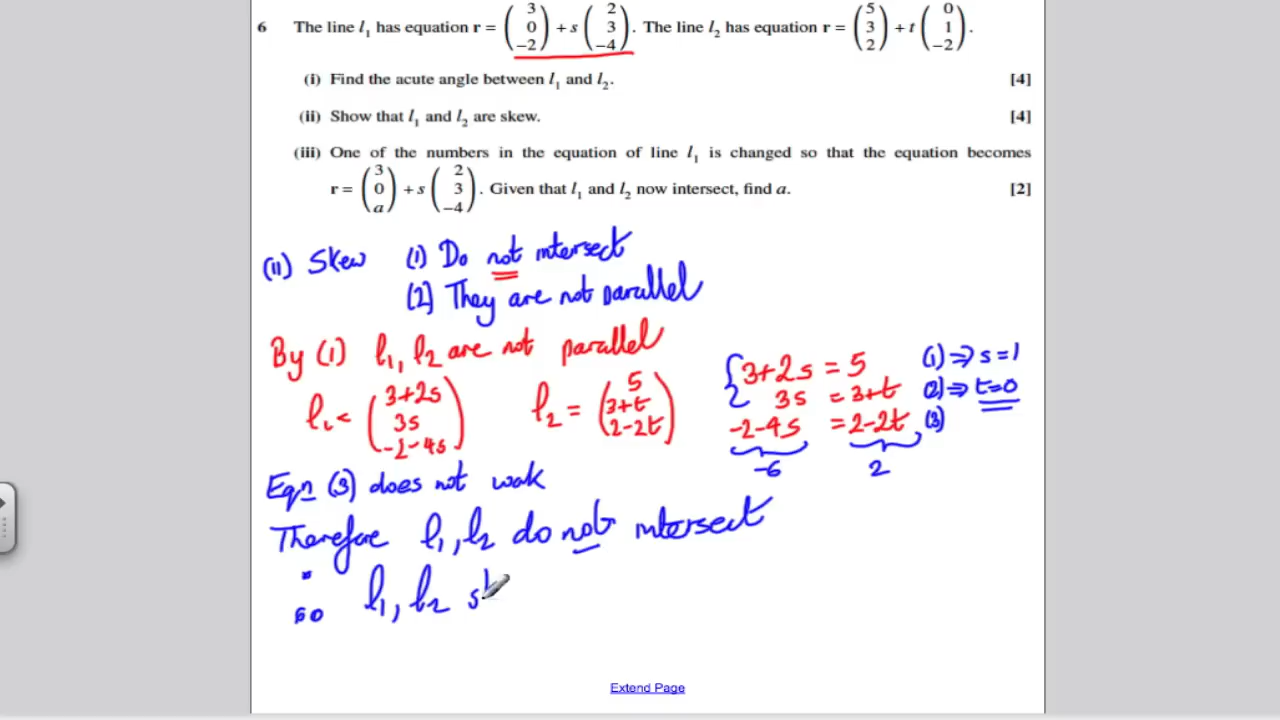 6 The line l₁ has equation r = (3 0 −2) + s (2 3 −4). The line l₂ has equation r = (5 3 2) + t (0 1 −2).
(i) Find the acute angle between l₁ and l₂. [4]
(ii) Show that l₁ and l₂ are skew. [4]
(iii) One of the numbers in the equation of line l₁ is changed so that the equation becomes
r = (3 0 a) + s (2 3 −4). Given that l₁ and l₂ now intersect, find a. [2]
(ii) Skew (1) Do not intersect
(2) They are not parallel
By (1) l₁, l₂ are not parallel
l₁ = (3+2s 3s −2−4s) l₂ = (5 3+t 2−2t)
3+2s = 5 (1) ⇒ s=1
3s = 3+t (2) ⇒ t=0
-2-4s = 2-2t (3)
-6 2
Eqn (3) does not work
Therefore l₁, l₂ do not intersect
so l₁, l₂ s
Extend Page